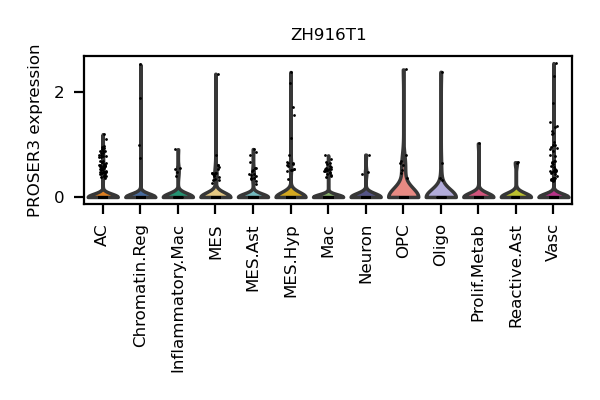 ZH916T1
PROSER3 expression
2
0
AC
Chromatin.Reg
Inflammatory.Mac
MES
MES.Ast
MES.Hyp
Mac
Neuron
OPC
Oligo
Prolif.Metab
Reactive.Ast
Vasc